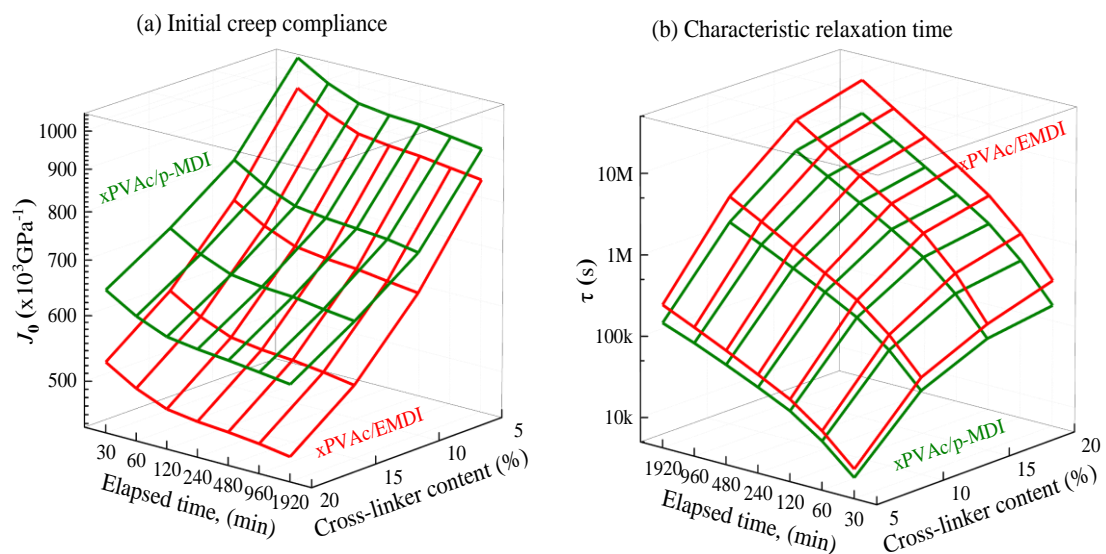 (a) Initial creep compliance
1000
900
800
700
600
500
J₀ (x10³GPa⁻¹)
xPVAc/p-MDI
xPVAc/EMDI
30
60
120
240
480
960
1920
Elapsed time, (min)
20
15
10
5
Cross-linker content (%)
(b) Characteristic relaxation time
10M
1M
100k
10k
τ (s)
xPVAc/EMDI
xPVAc/p-MDI
1920
960
480
240
120
60
30
Elapsed time, (min)
5
10
15
20
Cross-linker content (%)